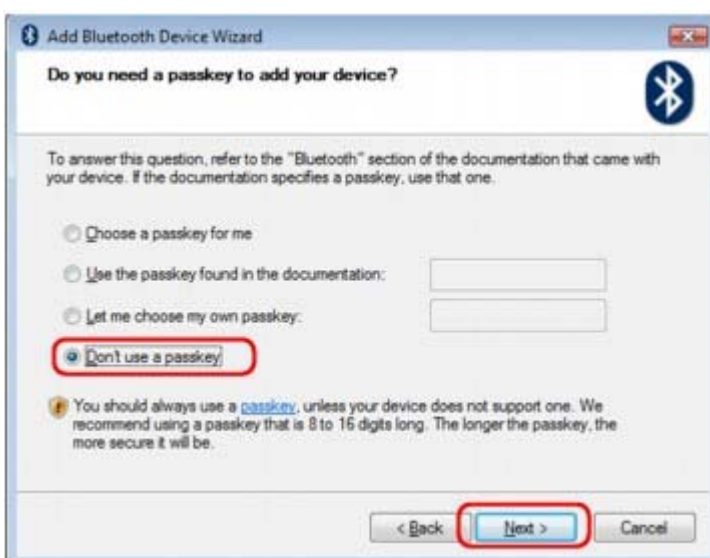 Add Bluetooth Device Wizard
Do you need a passkey to add your device?
To answer this question, refer to the "Bluetooth" section of the documentation that came with
your device. If the documentation specifies a passkey, use that one.
Choose a passkey for me
Use the passkey found in the documentation:
Let me choose my own passkey:
Don't use a passkey
You should always use a passkey, unless your device does not support one. We
recommend using a passkey that is 8 to 16 digits long. The longer the passkey, the
more secure it will be.
< Back Next > Cancel